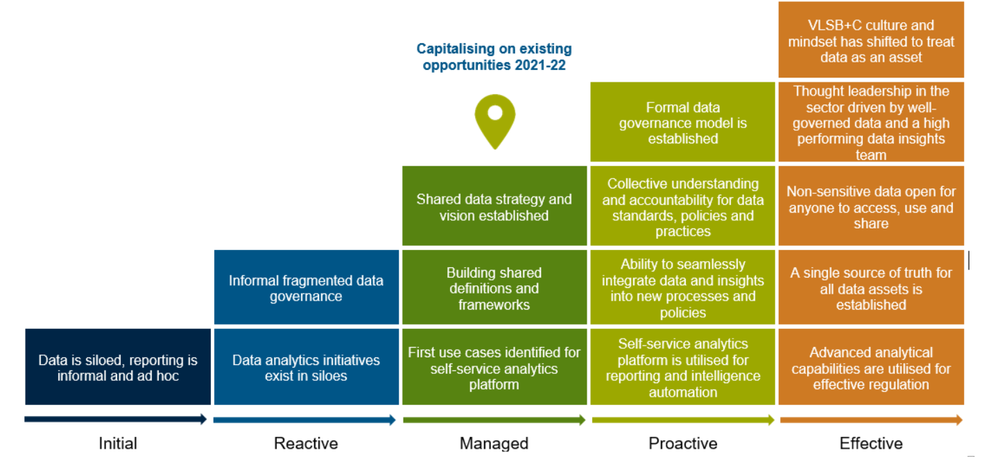 Capitalising on existing
opportunities 2021-22
Data is siloed, reporting is
informal and ad hoc
Initial
Informal fragmented data
governance
Data analytics initiatives
exist in siloes
Reactive
Shared data strategy and
vision established
Building shared
definitions and
frameworks
First use cases identified for
self-service analytics
platform
Managed
Formal data
governance model is
established
Collective understanding
and accountability for data
standards, policies and
practices
Ability to seamlessly
integrate data and insights
into new processes and
policies
Self-service analytics
platform is utilised for
reporting and intelligence
automation
Proactive
VLSB+C culture and
mindset has shifted to treat
data as an asset
Thought leadership in the
sector driven by well-
governed data and a high
performing data insights
team
Non-sensitive data open for
anyone to access, use and
share
A single source of truth for
all data assets is
established
Advanced analytical
capabilities are utilised for
effective regulation
Effective